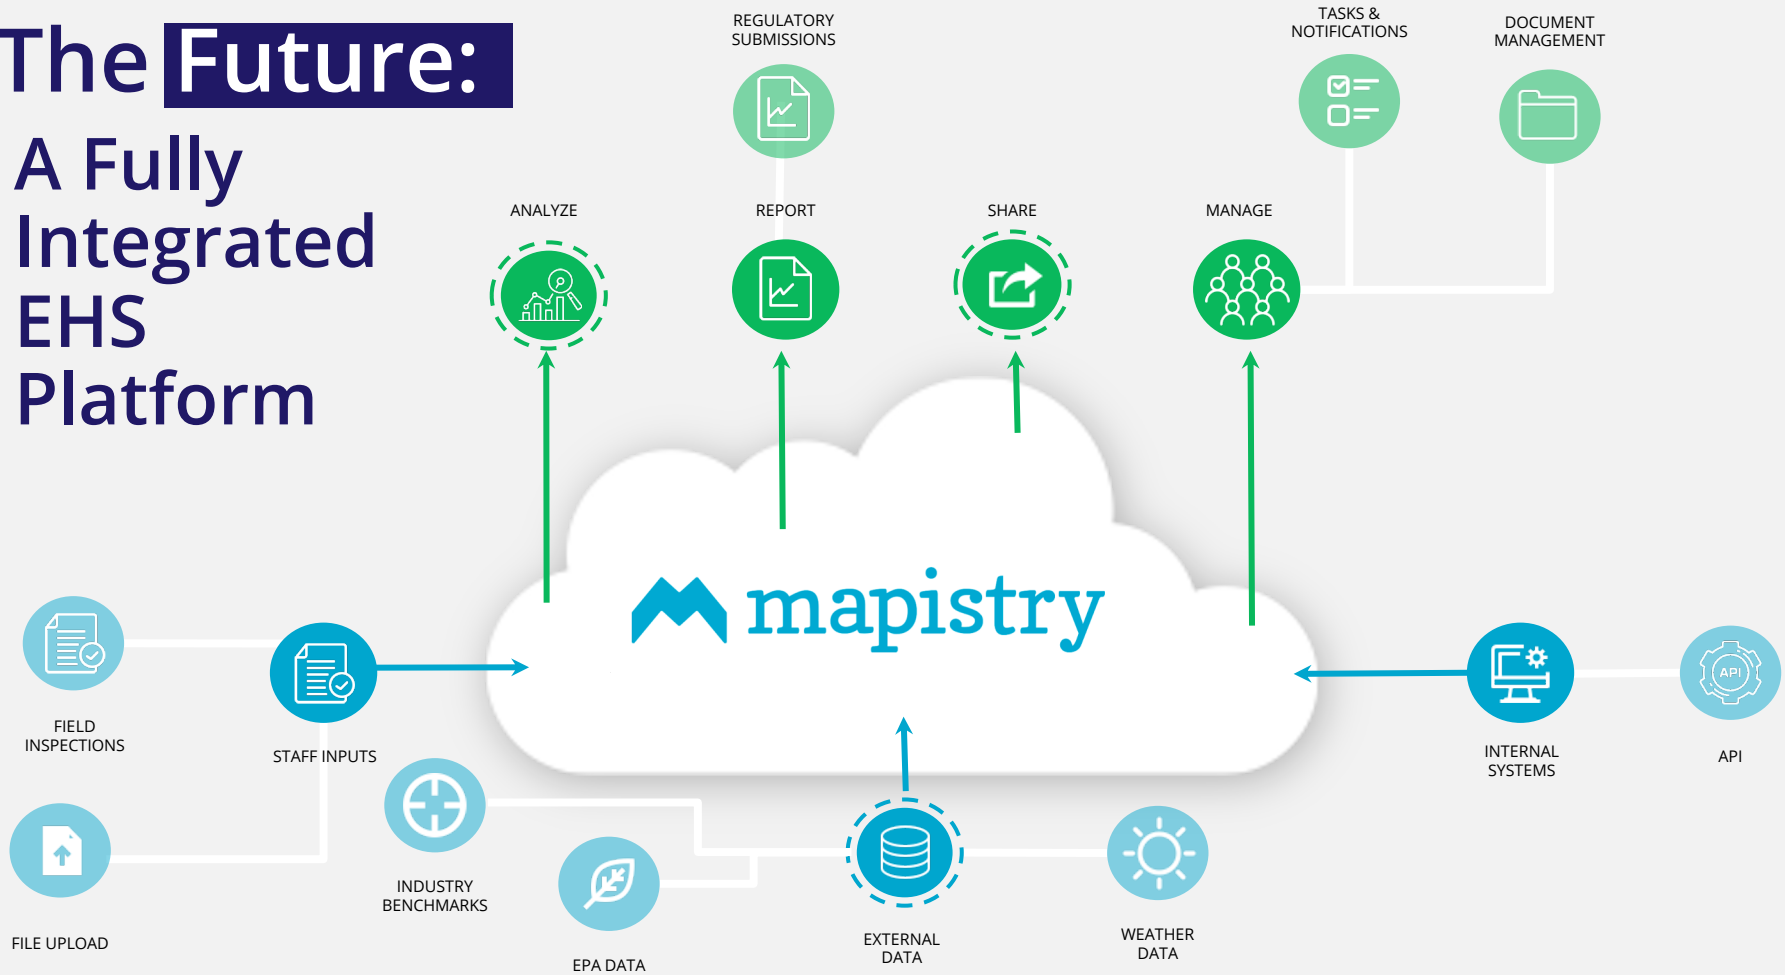 The Future:
A Fully
Integrated
EHS
Platform
REGULATORY
SUBMISSIONS
TASKS &
NOTIFICATIONS
DOCUMENT
MANAGEMENT
ANALYZE
REPORT
SHARE
MANAGE
mapistry
FIELD
INSPECTIONS
STAFF INPUTS
INTERNAL
SYSTEMS
API
API
FILE UPLOAD
INDUSTRY
BENCHMARKS
EPA DATA
EXTERNAL
DATA
WEATHER
DATA